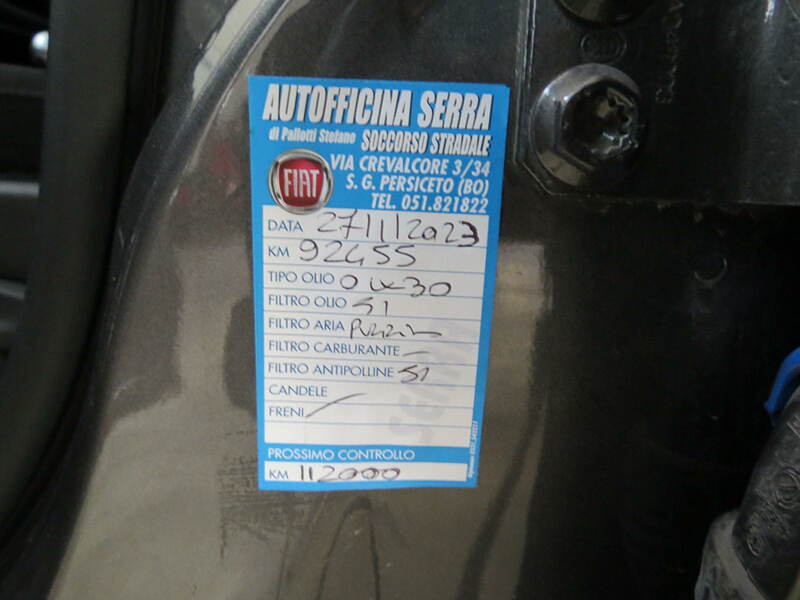 AUTOFFICINA SERRA
di Pallotti Stefano SOCCORSO STRADALE
VIA CREVALCORE 3/34
S. G. PERSICETO (BO)
TEL. 051.821822
FIAT
DATA 27/11/2023
KM 92455
TIPO OLIO 0W30
FILTRO OLIO SI
FILTRO ARIA
FILTRO CARBURANTE –
FILTRO ANTIPOLLINE SI
CANDELE
FRENI /
PROSSIMO CONTROLLO
KM 112000